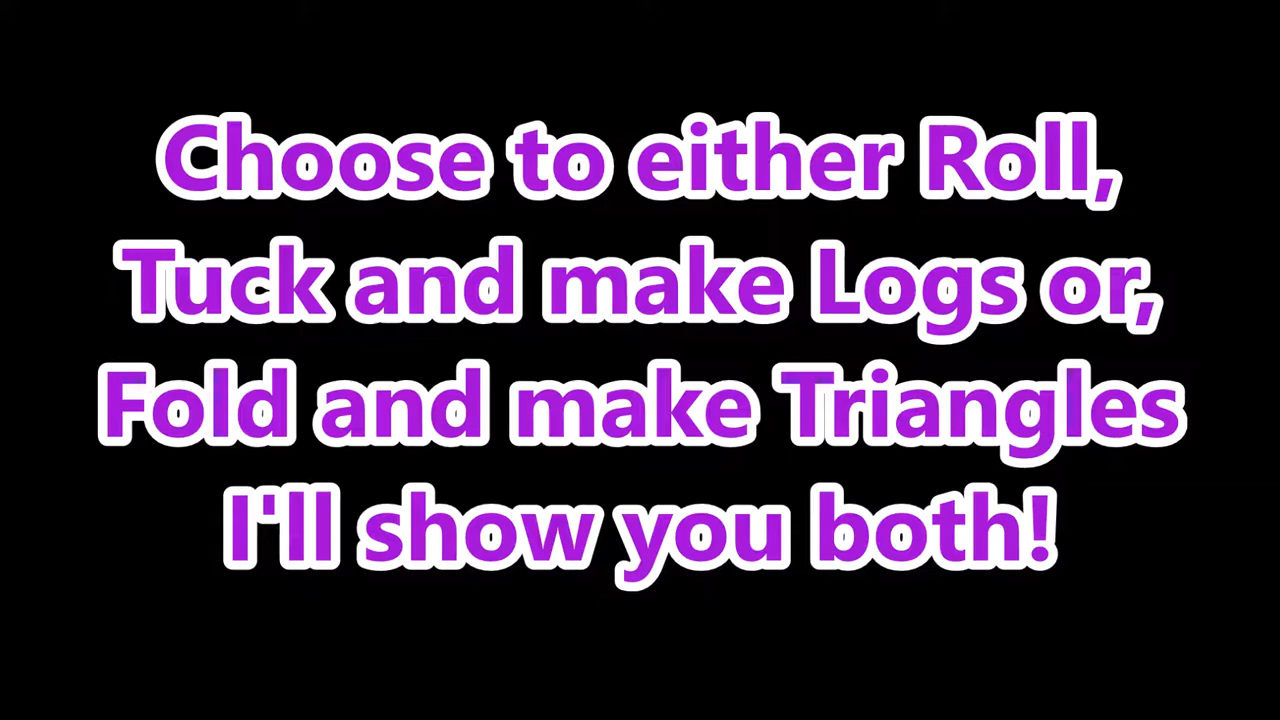 Choose to either Roll,
Tuck and make Logs or,
Fold and make Triangles
I'll show you both!